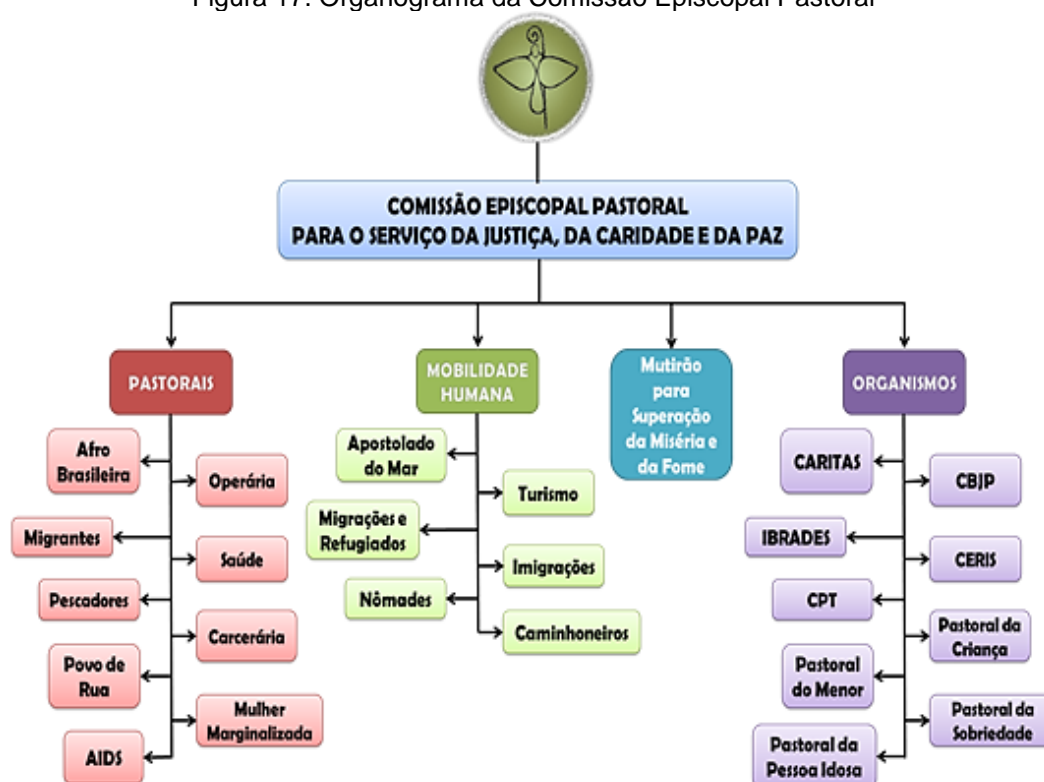 Figura 17: Organograma da Comissão Episcopal Pastoral
COMISSÃO EPISCOPAL PASTORAL
PARA O SERVIÇO DA JUSTIÇA, DA CARIDADE E DA PAZ
PASTORAIS
Afro
Brasileira
Operária
Migrantes
Saúde
Pescadores
Carcerária
Povo de
Rua
Mulher
Marginalizada
AIDS
MOBILIDADE
HUMANA
Apostolado
do Mar
Turismo
Migrações e
Refugiados
Imigrações
Nômades
Caminhoneiros
Mutirão
para
Superação
da Miséria e
da Fome
ORGANISMOS
CARITAS
CBJP
IBRADES
CERIS
CPT
Pastoral da
Criança
Pastoral
do Menor
Pastoral da
Sobriedade
Pastoral da
Pessoa Idosa